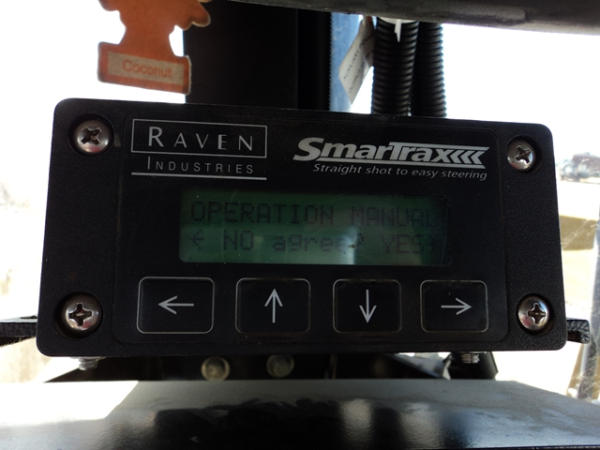 Coconut
RAVEN
INDUSTRIES
SmarTrax
Straight shot to easy steering
OPERATION MANUAL
← NO agree? YES→
← ↑ ↓ →